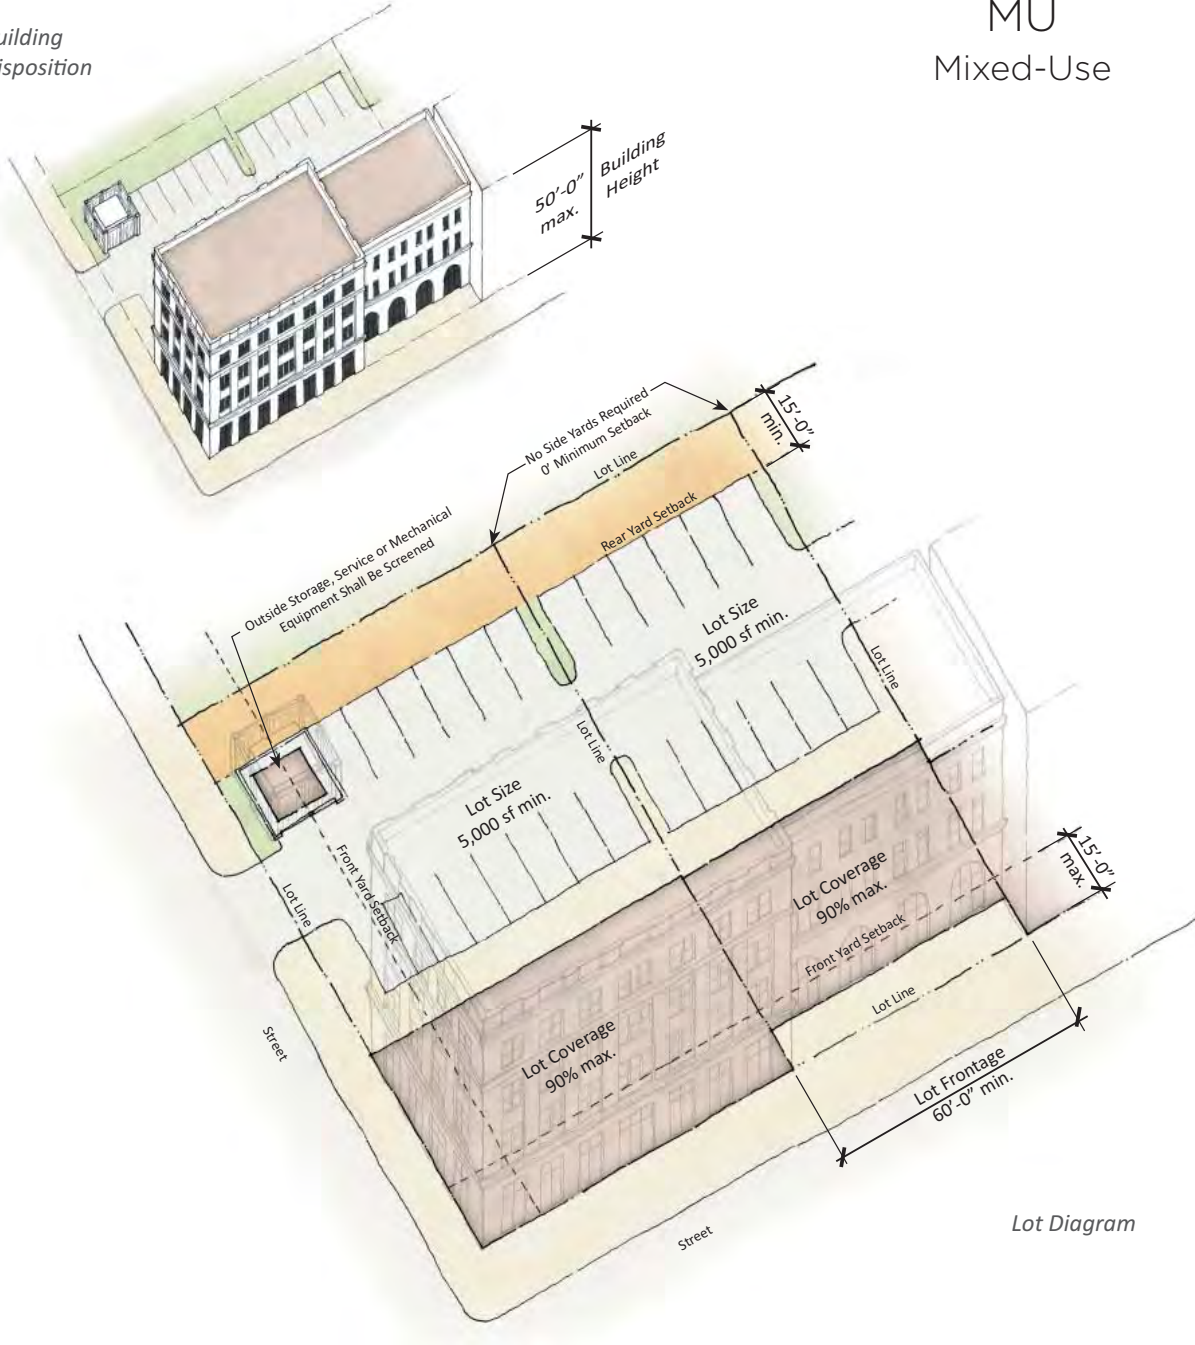 uilding
isposition
MU
Mixed-Use
50'-0"
max.
Building
Height
No Side Yards Required
0' Minimum Setback
Lot Line
15'-0"
min.
Rear Yard Setback
Outside Storage, Service or Mechanical
Equipment Shall Be Screened
Lot Size
5,000 sf min.
Lot Line
Lot Line
Lot Size
5,000 sf min.
Front Yard Setback
Lot Line
Lot Coverage
90% max.
15'-0"
max.
Front Yard Setback
Lot Line
Street
Lot Coverage
90% max.
Lot Frontage
60'-0" min.
Street
Lot Diagram